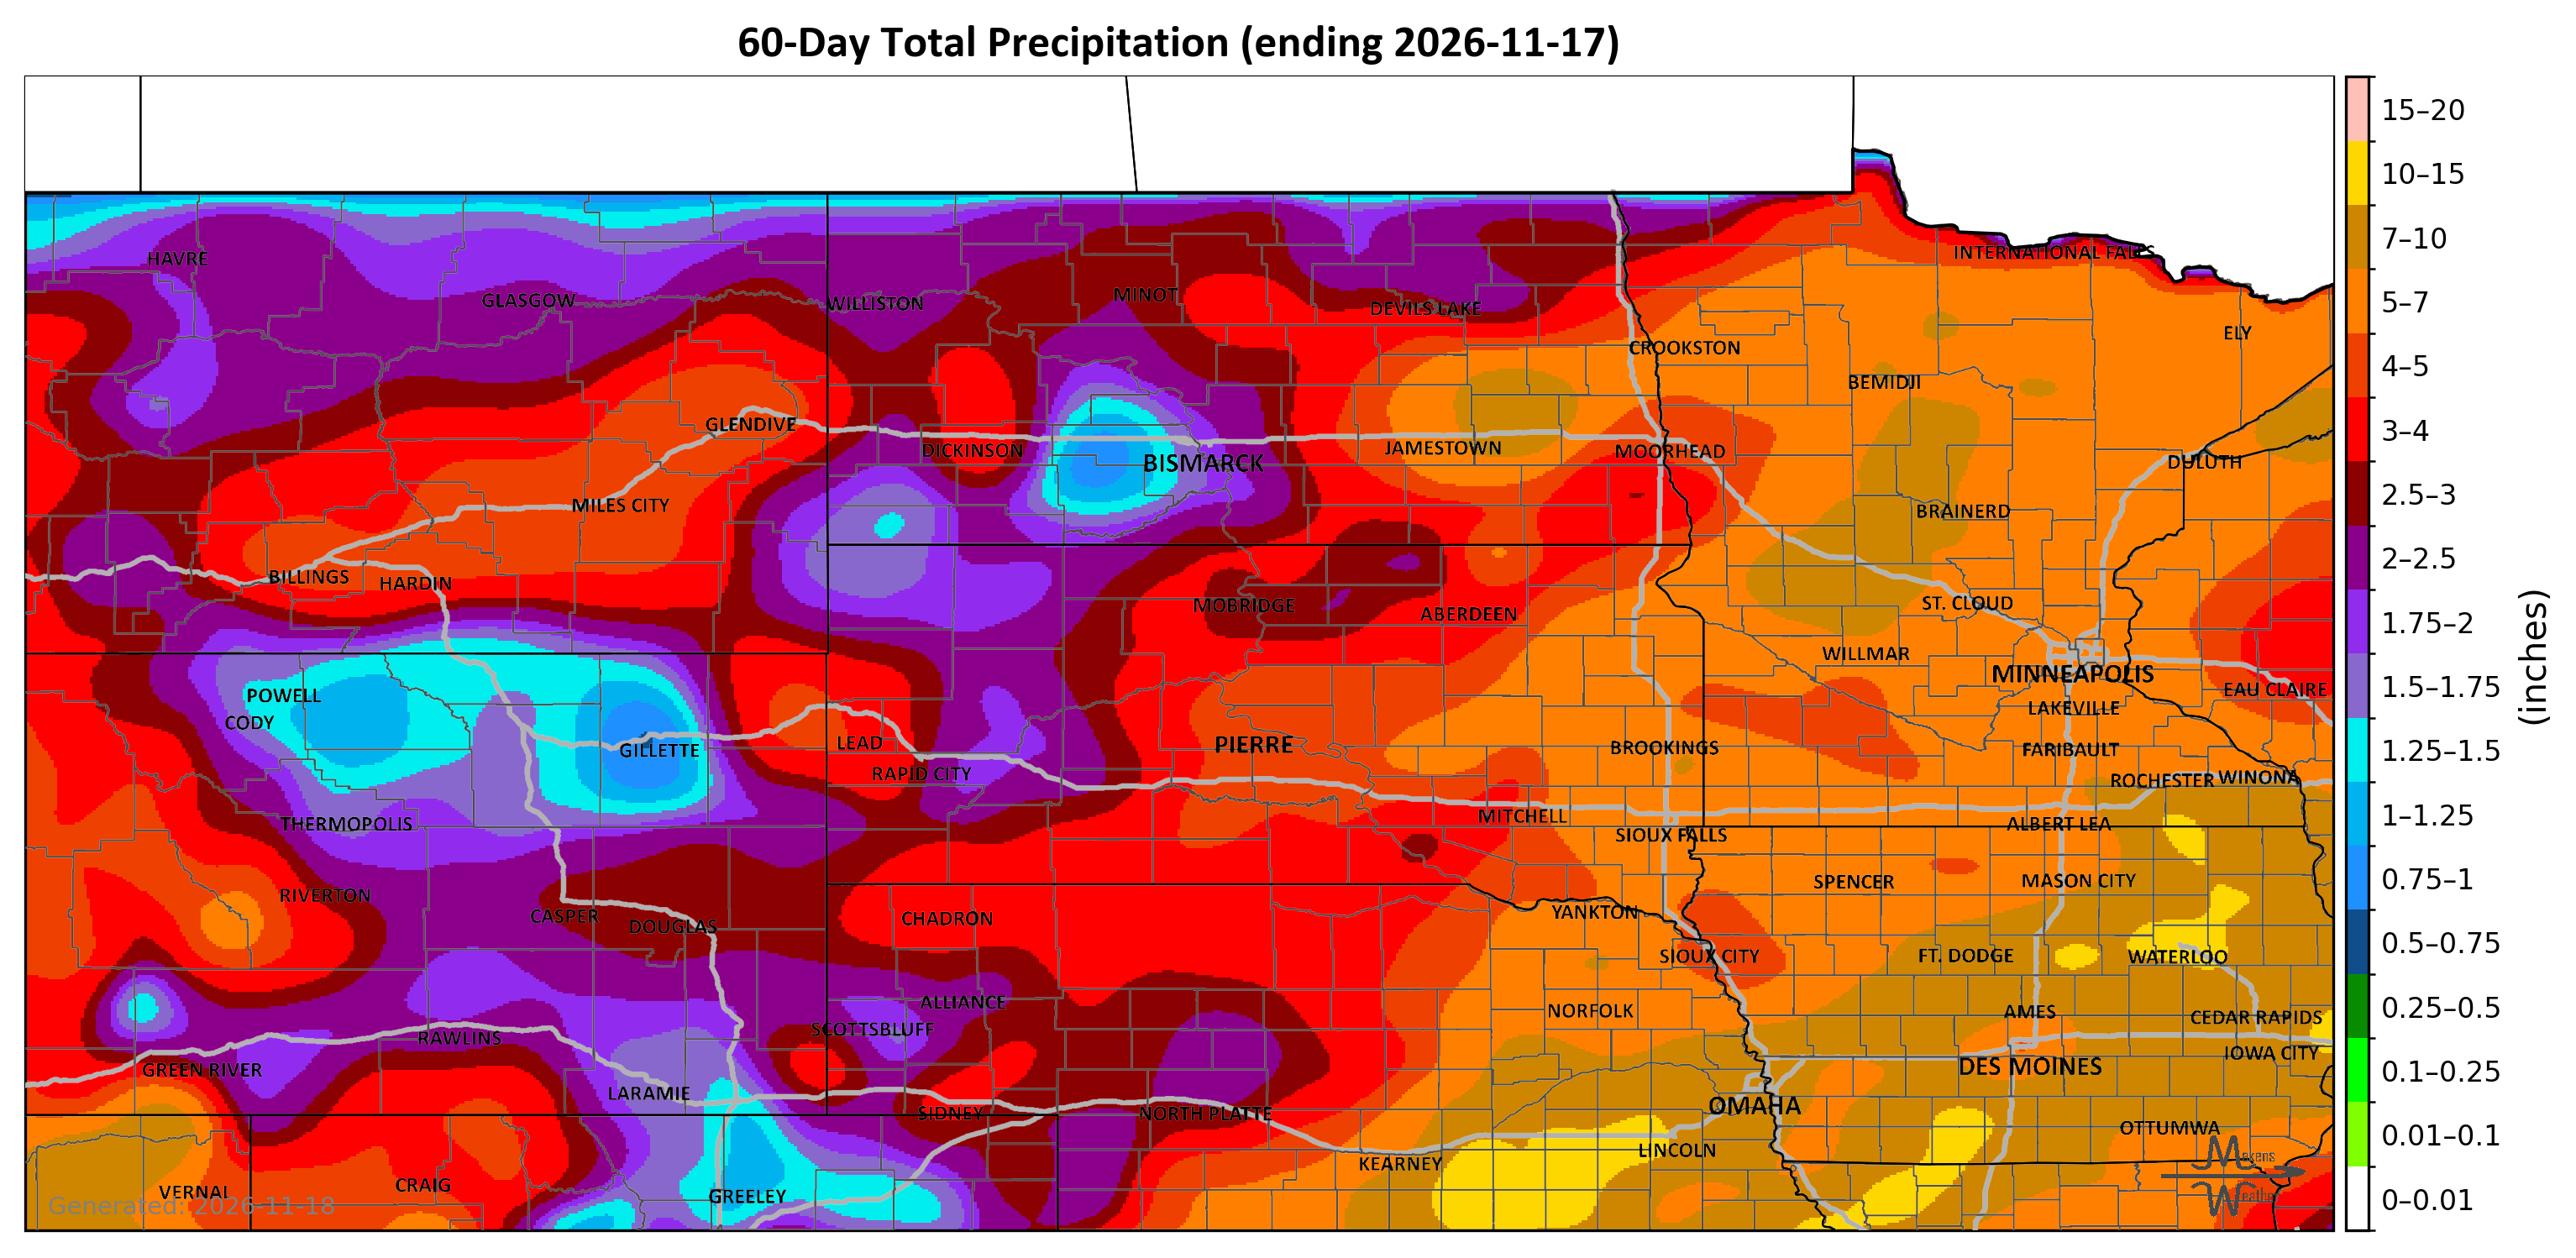 60-Day Total Precipitation (ending 2026-11-17)
INTERNATIONAL FALLS
HAVRE
GLASGOW
WILLISTON
MINOT
DEVILS LAKE
ELY
CROOKSTON
BEMIDJI
GLENDIVE
DICKINSON
BISMARCK
JAMESTOWN
MOORHEAD
DULUTH
MILES CITY
BRAINERD
BILLINGS
HARDIN
MOBRIDGE
ABERDEEN
ST. CLOUD
WILLMAR
MINNEAPOLIS
POWELL
EAU CLAIRE
CODY
LAKEVILLE
GILLETTE
LEAD
PIERRE
BROOKINGS
FARIBAULT
RAPID CITY
ROCHESTER
WINONA
THERMOPOLIS
MITCHELL
SIOUX FALLS
ALBERT LEA
RIVERTON
SPENCER
MASON CITY
CASPER
DOUGLAS
CHADRON
YANKTON
SIOUX CITY
FT. DODGE
WATERLOO
ALLIANCE
NORFOLK
AMES
CEDAR RAPIDS
SCOTTSBLUFF
RAWLINS
GREEN RIVER
DES MOINES
IOWA CITY
LARAMIE
SIDNEY
NORTH PLATTE
OMAHA
OTTUMWA
KEARNEY
LINCOLN
VERNAL
CRAIG
GREELEY
Generated: 2026-11-18
Makens
Weather
15–20
10–15
7–10
5–7
4–5
3–4
2.5–3
2–2.5
1.75–2
1.5–1.75
1.25–1.5
1–1.25
0.75–1
0.5–0.75
0.25–0.5
0.1–0.25
0.01–0.1
0–0.01
(inches)